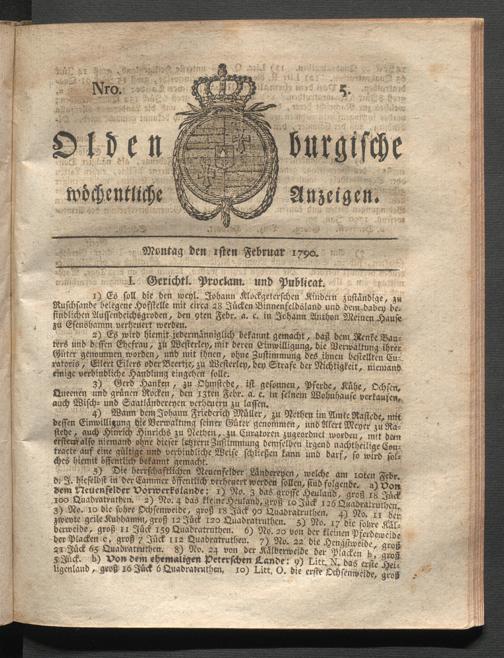 Nro. 5.
Oldenburgische
wöchentliche Anzeigen.
Montag den 1sten Februar 1790.
I. Gerichtl. Proclam. und Publicat.
1) Es soll die den weyl. Johann Klockgeterschen Kindern zuständige, zu
Ruschsande belegene Hofstelle mit circa 28 Jücken Binnenfeldsland und dem dabey be-
findlichen Aussendeichsgroden, den 9ten Febr. a. c. in Johann Anthon Meinen Hause
zu Esenshamm verheuert werden.
2) Es wird hiemit jedermänniglich bekannt gemacht, daß dem Renke Bau-
ters und dessen Ehefrau, zu Westerley, mit deren Einwilligung, die Verwaltung ihrer
Güter genommen worden, und mit ihnen, ohne Zustimmung des ihnen bestellten Cu-
ratoris, Eilert Eilers oder Beertje, zu Westerley, bey Strafe der Nichtigkeit, niemand
einige verbindliche Handlung eingehen solle.
3) Gerd Hanken, zu Ohmstede, ist gesonnen, Pferde, Kühe, Ochsen,
Quenen und grünen Rocken, den 13ten Febr. a. c. in seinem Wohnhause verkaufen,
auch Wisch- und Saatländereyen verheuern zu lassen.
4) Wann dem Johann Friederich Müller, zu Nethen im Amte Rastede, mit
dessen Einwilligung die Verwaltung seiner Güter genommen, und Alert Meyer zu Ra-
stede, auch Hinrich Hinrichs zu Nethen, zu Curatoren zugeordnet worden, mit dem
ersteren also niemand ohne dieser letztern Zustimmung demselben irgend nachtheilige Con-
tracte auf eine gültige und verbindliche Weise schließen kann und darf, so wird sol-
ches hiemit öffentlich bekannt gemacht.
5) Die herrschaftlichen Neuenfelder Ländereyen, welche am 10ten Febr.
d. J. hieselbst in der Cammer öffentlich verheuert werden sollen, sind folgende. a) Von
dem Neuenfelder Vorwerkslande: 1) No. 3 das grosse Heuland, groß 18 Jück
100 Quadratruthen. 2) No. 4 das kleine Heuland, groß 10 Jück 126 Quadratruthen.
3) No. 10 die sohre Ochsenweide, groß 18 Jück 90 Quadratruthen. 4) No. 11 der
zweyte geile Kuhhamm, groß 12 Jück 120 Quadratruthen. 5) No. 17 die sohre Käl-
derweide, groß 11 Jück 159 Quadratruthen. 6) No. 20 von der kleinen Pferdeweide
der Placken c, groß 7 Jück 112 Quadratruthen. 7) No. 22 die Hengstweide, groß
21 Jück 65 Quadratruthen. 8) No. 24 von der Kälberweide der Placken h, groß
5 Jück. b) Von dem ehemaligen Petersschen Lande: 9) Litt. N. das erste Hei-
ligenland, groß 16 Jück 6 Quadratruthen. 10) Litt. O. die erste Ochsenweide, groß